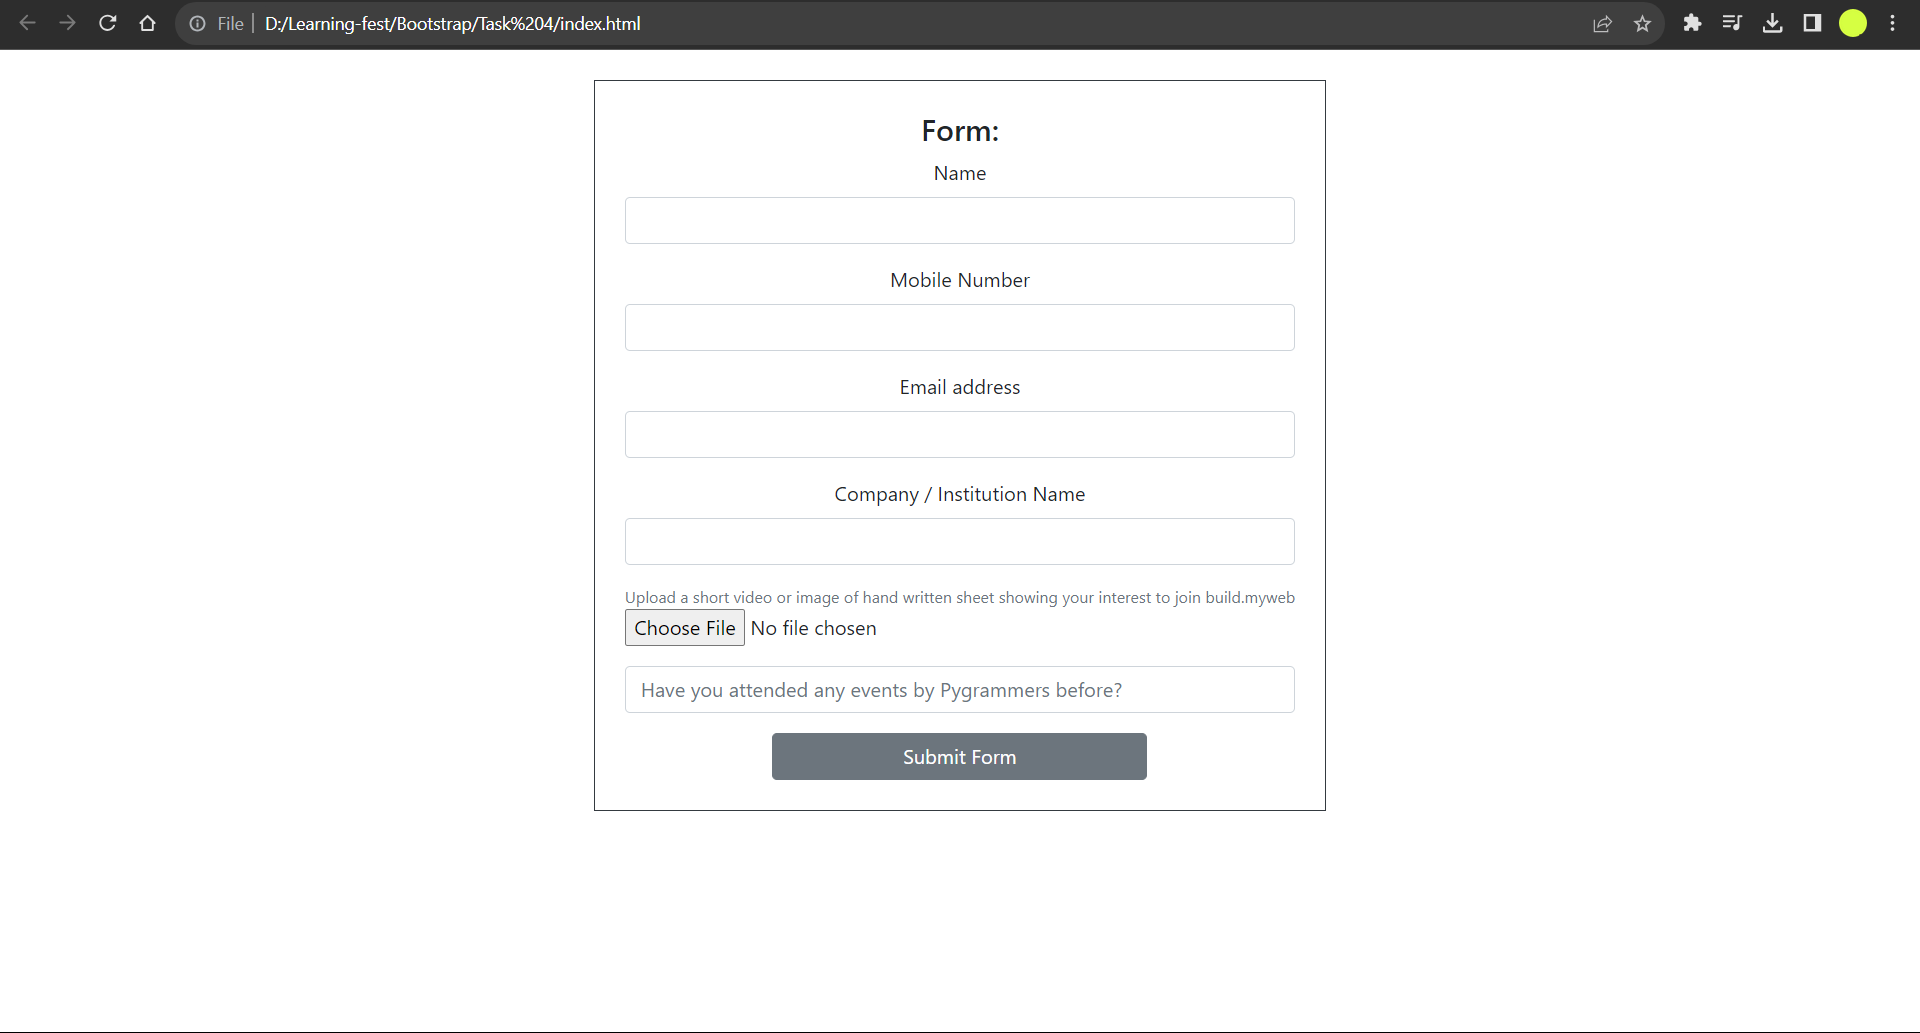 File | D:/Learning-fest/Bootstrap/Task%204/index.html
Form:
Name
Mobile Number
Email address
Company / Institution Name
Upload a short video or image of hand written sheet showing your interest to join build.myweb
Choose File No file chosen
Have you attended any events by Pygrammers before?
Submit Form